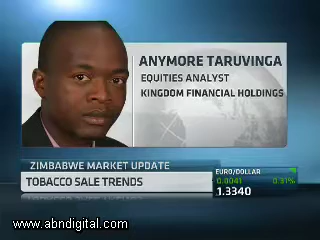 ANYMORE TARUVINGA
EQUITIES ANALYST
KINGDOM FINANCIAL HOLDINGS
ZIMBABWE MARKET UPDATE
TOBACCO SALE TRENDS
EURO/DOLLAR
0.0041 0.31%
1.3340
www.abndigital.com